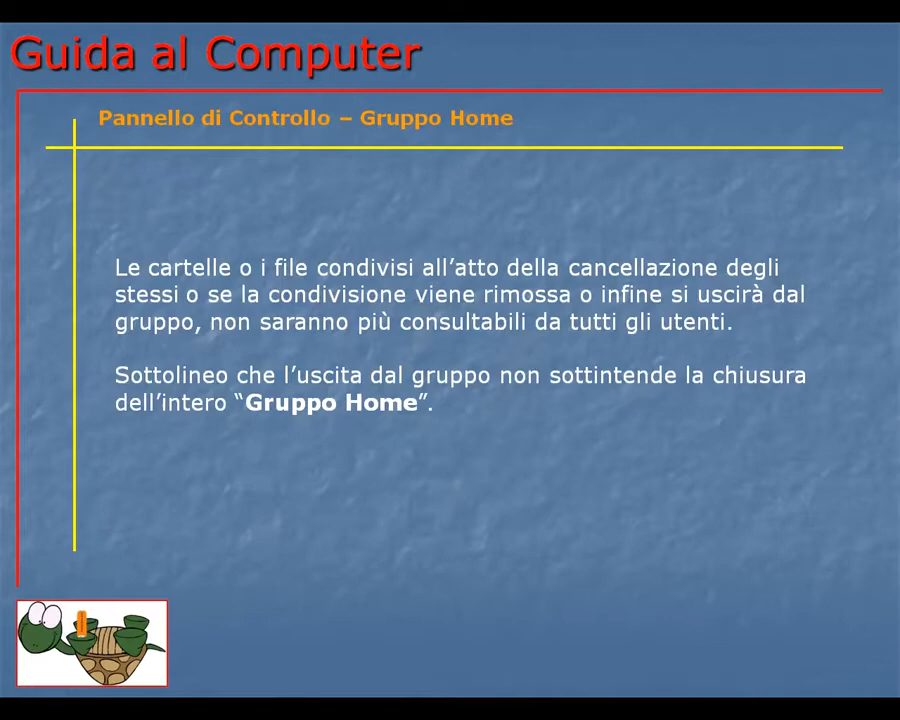 Guida al Computer
Pannello di Controllo – Gruppo Home
Le cartelle o i file condivisi all’atto della cancellazione degli
stessi o se la condivisione viene rimossa o infine si uscirà dal
gruppo, non saranno più consultabili da tutti gli utenti.
Sottolineo che l’uscita dal gruppo non sottintende la chiusura
dell’intero “Gruppo Home”.